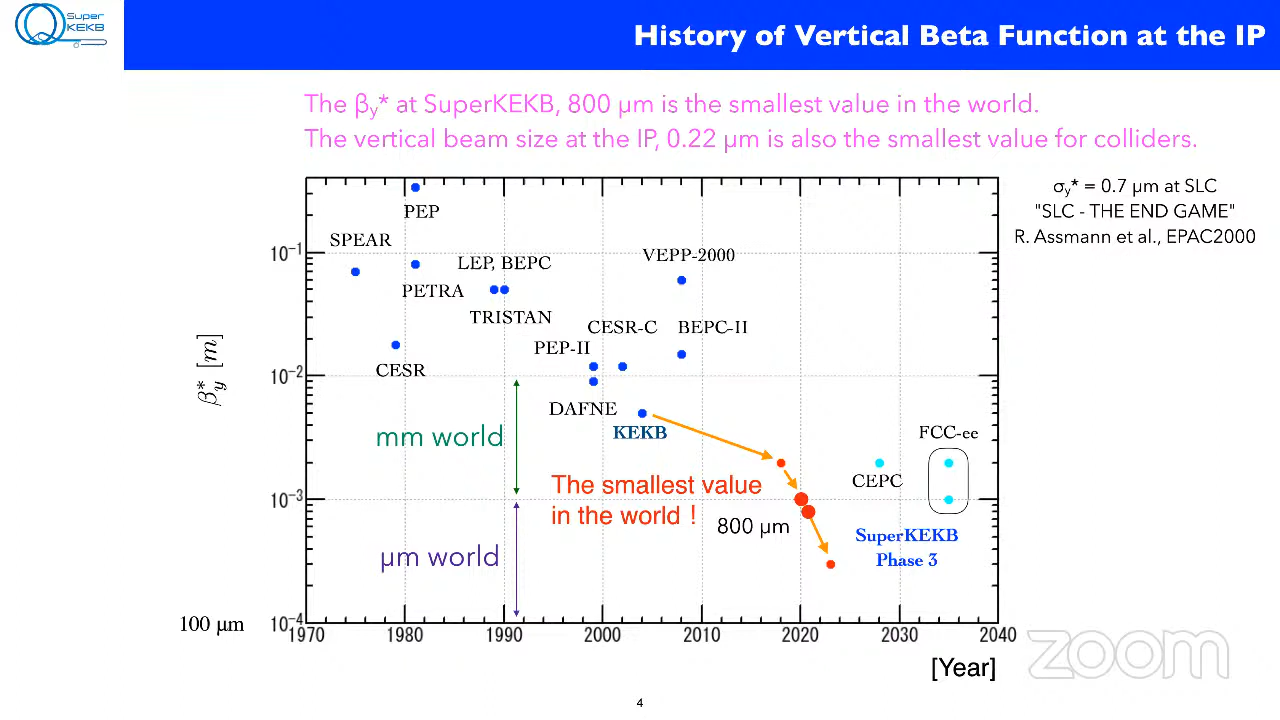 Super
KEKB
History of Vertical Beta Function at the IP
The βy* at SuperKEKB, 800 μm is the smallest value in the world.
The vertical beam size at the IP, 0.22 μm is also the smallest value for colliders.
σy* = 0.7 μm at SLC
"SLC - THE END GAME"
R. Assmann et al., EPAC2000
PEP
SPEAR
10-1
LEP, BEPC
VEPP-2000
PETRA
TRISTAN
CESR-C
BEPC-II
PEP-II
CESR
10-2
βy* [m]
DAFNE
KEKB
mm world
FCC-ee
CEPC
The smallest value
in the world !
10-3
800 μm
SuperKEKB
Phase 3
μm world
100 μm
10-4
1970 1980 1990 2000 2010 2020 2030 2040
[Year]
zoom
4